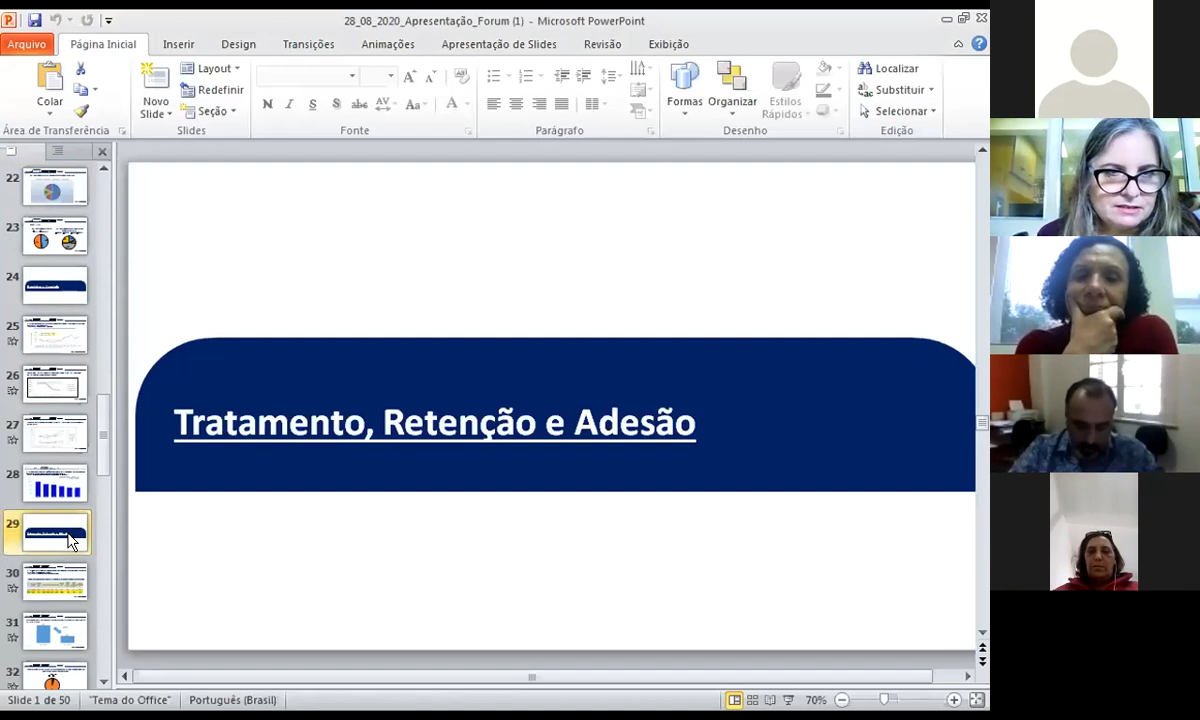 28_08_2020_Apresentação_Forum (1) - Microsoft PowerPoint
Arquivo Página Inicial Inserir Design Transições Animações Apresentação de Slides Revisão Exibição
Colar
Novo Slide
Layout
Redefinir
Seção
Formas
Organizar
Estilos Rápidos
Localizar
Substituir
Selecionar
Área de Transferência Slides Fonte Parágrafo Desenho Edição
22
23
24
25
26
27
28
29
30
31
32
Tratamento, Retenção e Adesão
Slide 1 de 50 "Tema do Office" Português (Brasil) 70%